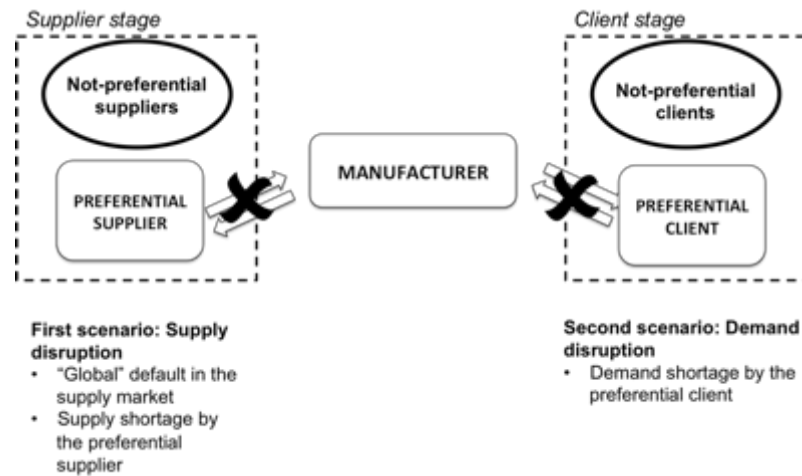 Supplier stage
Client stage
Not-preferential
suppliers
Not-preferential
clients
MANUFACTURER
PREFERENTIAL
SUPPLIER
PREFERENTIAL
CLIENT
First scenario: Supply
disruption
• “Global” default in the
supply market
• Supply shortage by
the preferential
supplier
Second scenario: Demand
disruption
• Demand shortage by the
preferential client